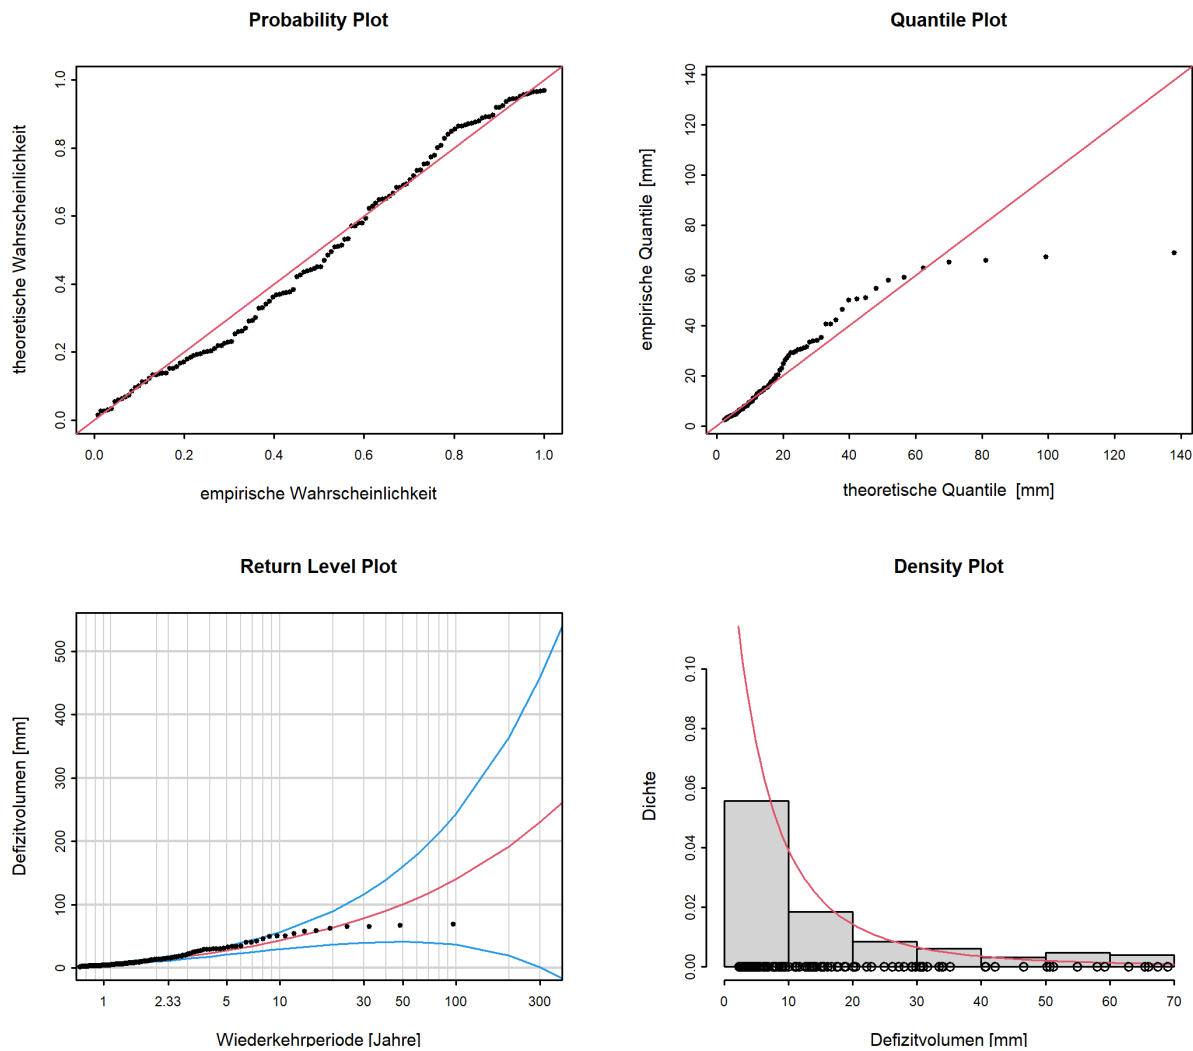 Probability Plot
theoretische Wahrscheinlichkeit
0.0 0.2 0.4 0.6 0.8 1.0
0.0 0.2 0.4 0.6 0.8 1.0
empirische Wahrscheinlichkeit
Quantile Plot
empirische Quantile [mm]
0 20 40 60 80 100 120 140
0 20 40 60 80 100 120 140
theoretische Quantile [mm]
Return Level Plot
Defizitvolumen [mm]
0 100 200 300 400 500
1 2.33 5 10 30 50 100 300
Wiederkehrperiode [Jahre]
Density Plot
Dichte
0.00 0.02 0.04 0.06 0.08 0.10
0 10 20 30 40 50 60 70
Defizitvolumen [mm]